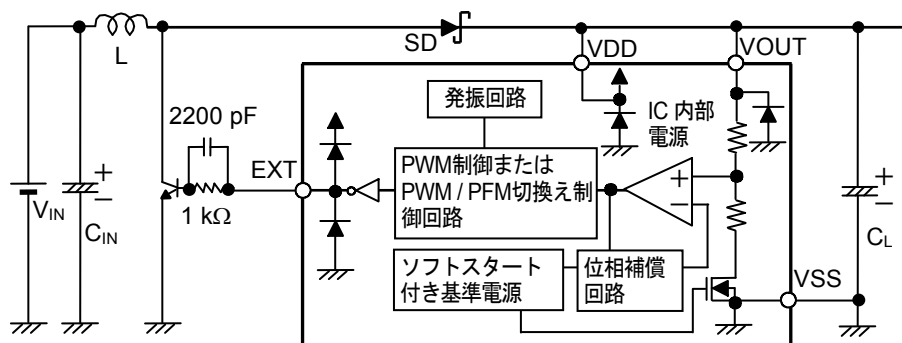 L
SD
VDD
VOUT
発振回路
IC 内部
電源
2200 pF
EXT
PWM制御または
PWM / PFM切換え制
御回路
+
−
+
−
VIN
1 kΩ
+
−
CIN
CL
ソフトスタート
付き基準電源
位相補償
回路
VSS